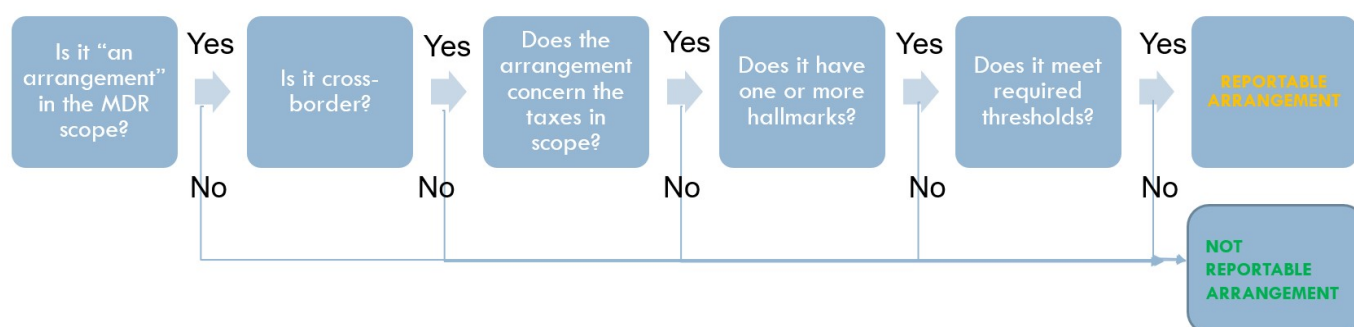 Is it “an
arrangement”
in the MDR
scope?
Yes
No
Is it cross-
border?
Yes
No
Does the
arrangement
concern the
taxes in
scope?
Yes
No
Does it have
one or more
hallmarks?
Yes
No
Does it meet
required
thresholds?
Yes
No
REPORTABLE
ARRANGEMENT
NOT
REPORTABLE
ARRANGEMENT